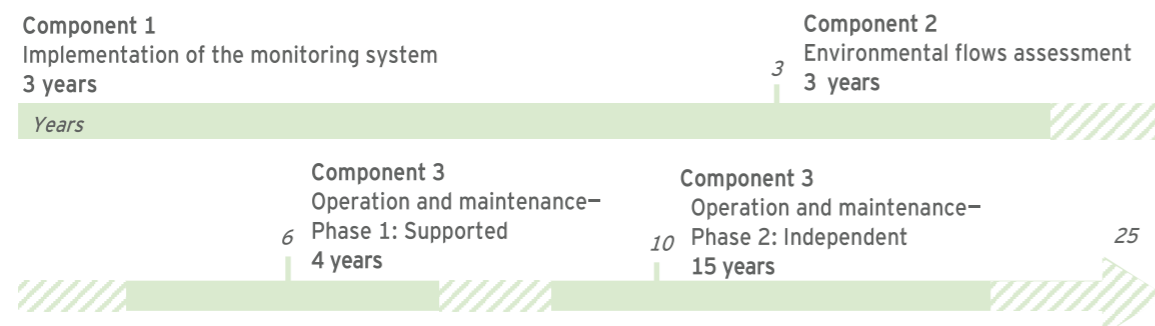 Component 1
Implementation of the monitoring system
3 years
3
Component 2
Environmental flows assessment
3 years
Years
6
Component 3
Operation and maintenance—
Phase 1: Supported
4 years
10
Component 3
Operation and maintenance—
Phase 2: Independent
15 years
25